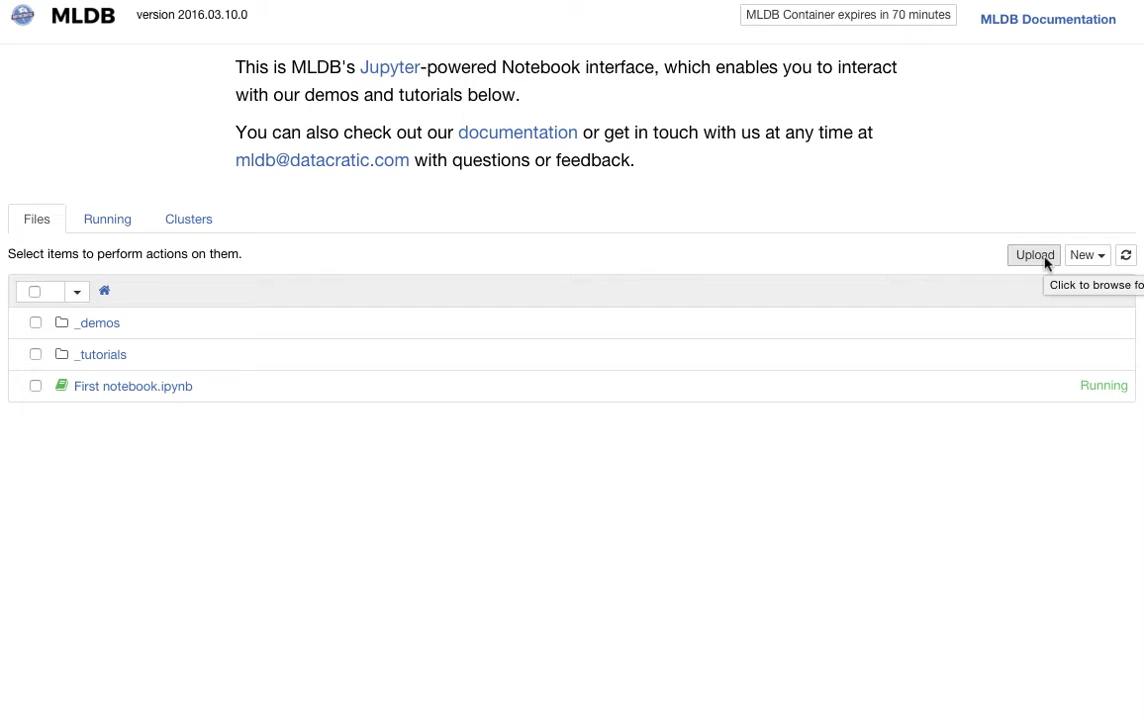 MLDB version 2016.03.10.0 MLDB Container expires in 70 minutes MLDB Documentation
This is MLDB's Jupyter-powered Notebook interface, which enables you to interact
with our demos and tutorials below.
You can also check out our documentation or get in touch with us at any time at
mldb@datacratic.com with questions or feedback.
Files Running Clusters
Select items to perform actions on them. Upload New
Click to browse fo
_demos
_tutorials
First notebook.ipynb Running